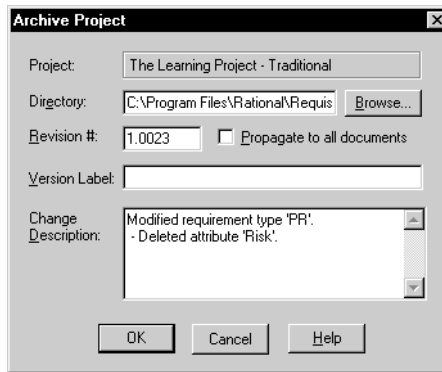 Archive Project
Project: The Learning Project - Traditional
Directory: C:\Program Files\Rational\Requis Browse...
Revision #: 1.0023 Propagate to all documents
Version Label:
Change Description: Modified requirement type 'PR'.
- Deleted attribute 'Risk'.
OK Cancel Help